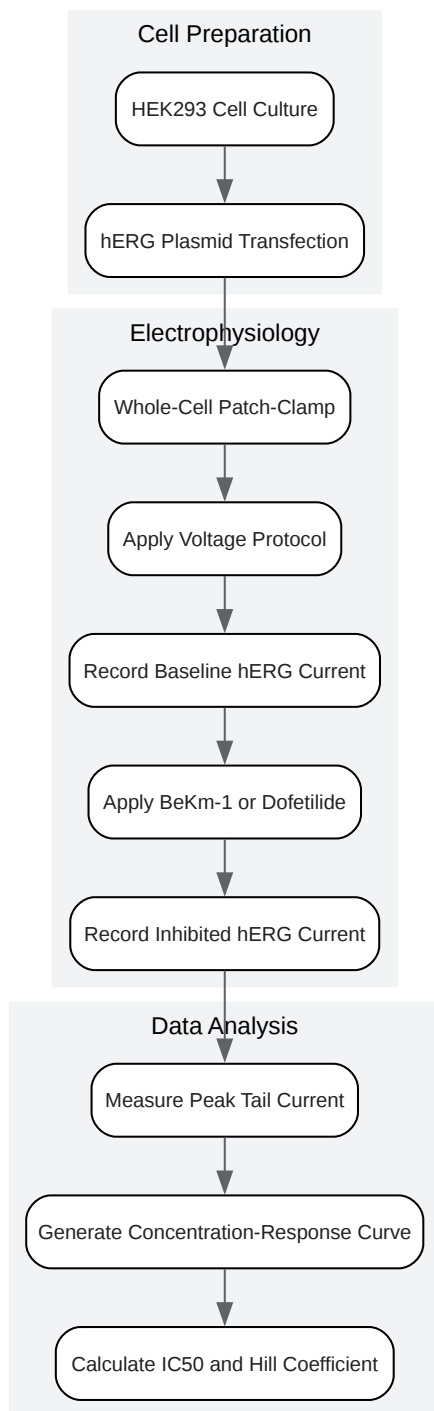 Cell Preparation
HEK293 Cell Culture
hERG Plasmid Transfection
Electrophysiology
Whole-Cell Patch-Clamp
Apply Voltage Protocol
Record Baseline hERG Current
Apply BeKm-1 or Dofetilide
Record Inhibited hERG Current
Data Analysis
Measure Peak Tail Current
Generate Concentration-Response Curve
Calculate IC50 and Hill Coefficient